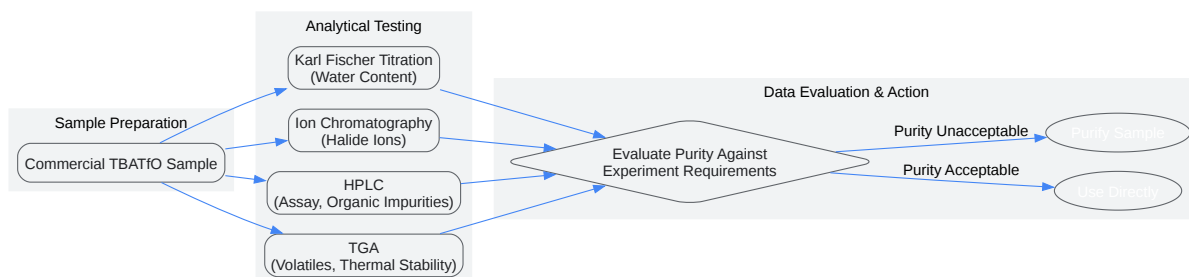 Sample Preparation
Commercial TBATfO Sample
Analytical Testing
Karl Fischer Titration
(Water Content)
Ion Chromatography
(Halide Ions)
HPLC
(Assay, Organic Impurities)
TGA
(Volatiles, Thermal Stability)
Data Evaluation & Action
Evaluate Purity Against
Experiment Requirements
Purity Unacceptable
Purify Sample
Purity Acceptable
Use Directly